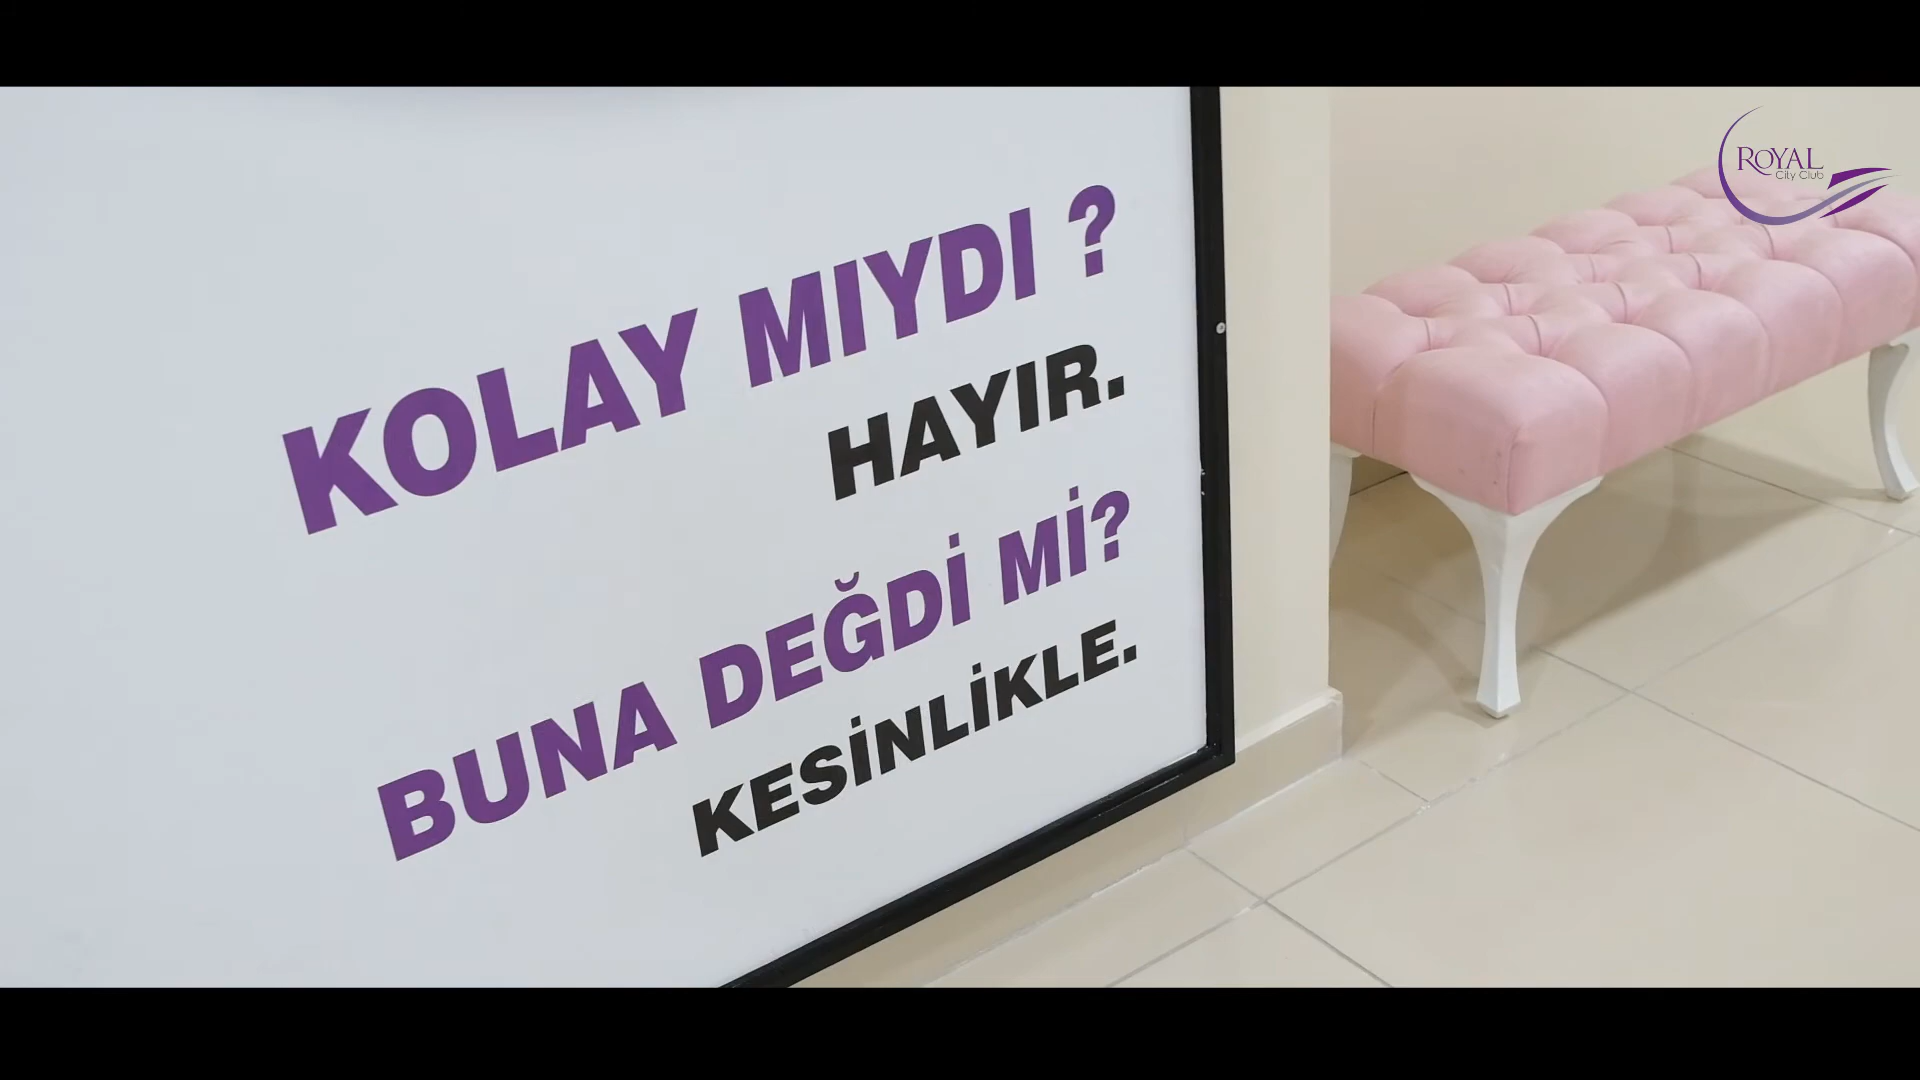 ROYAL
City Club
KOLAY MIYDI ?
HAYIR.
BUNA DEĞDİ Mİ?
KESİNLİKLE.